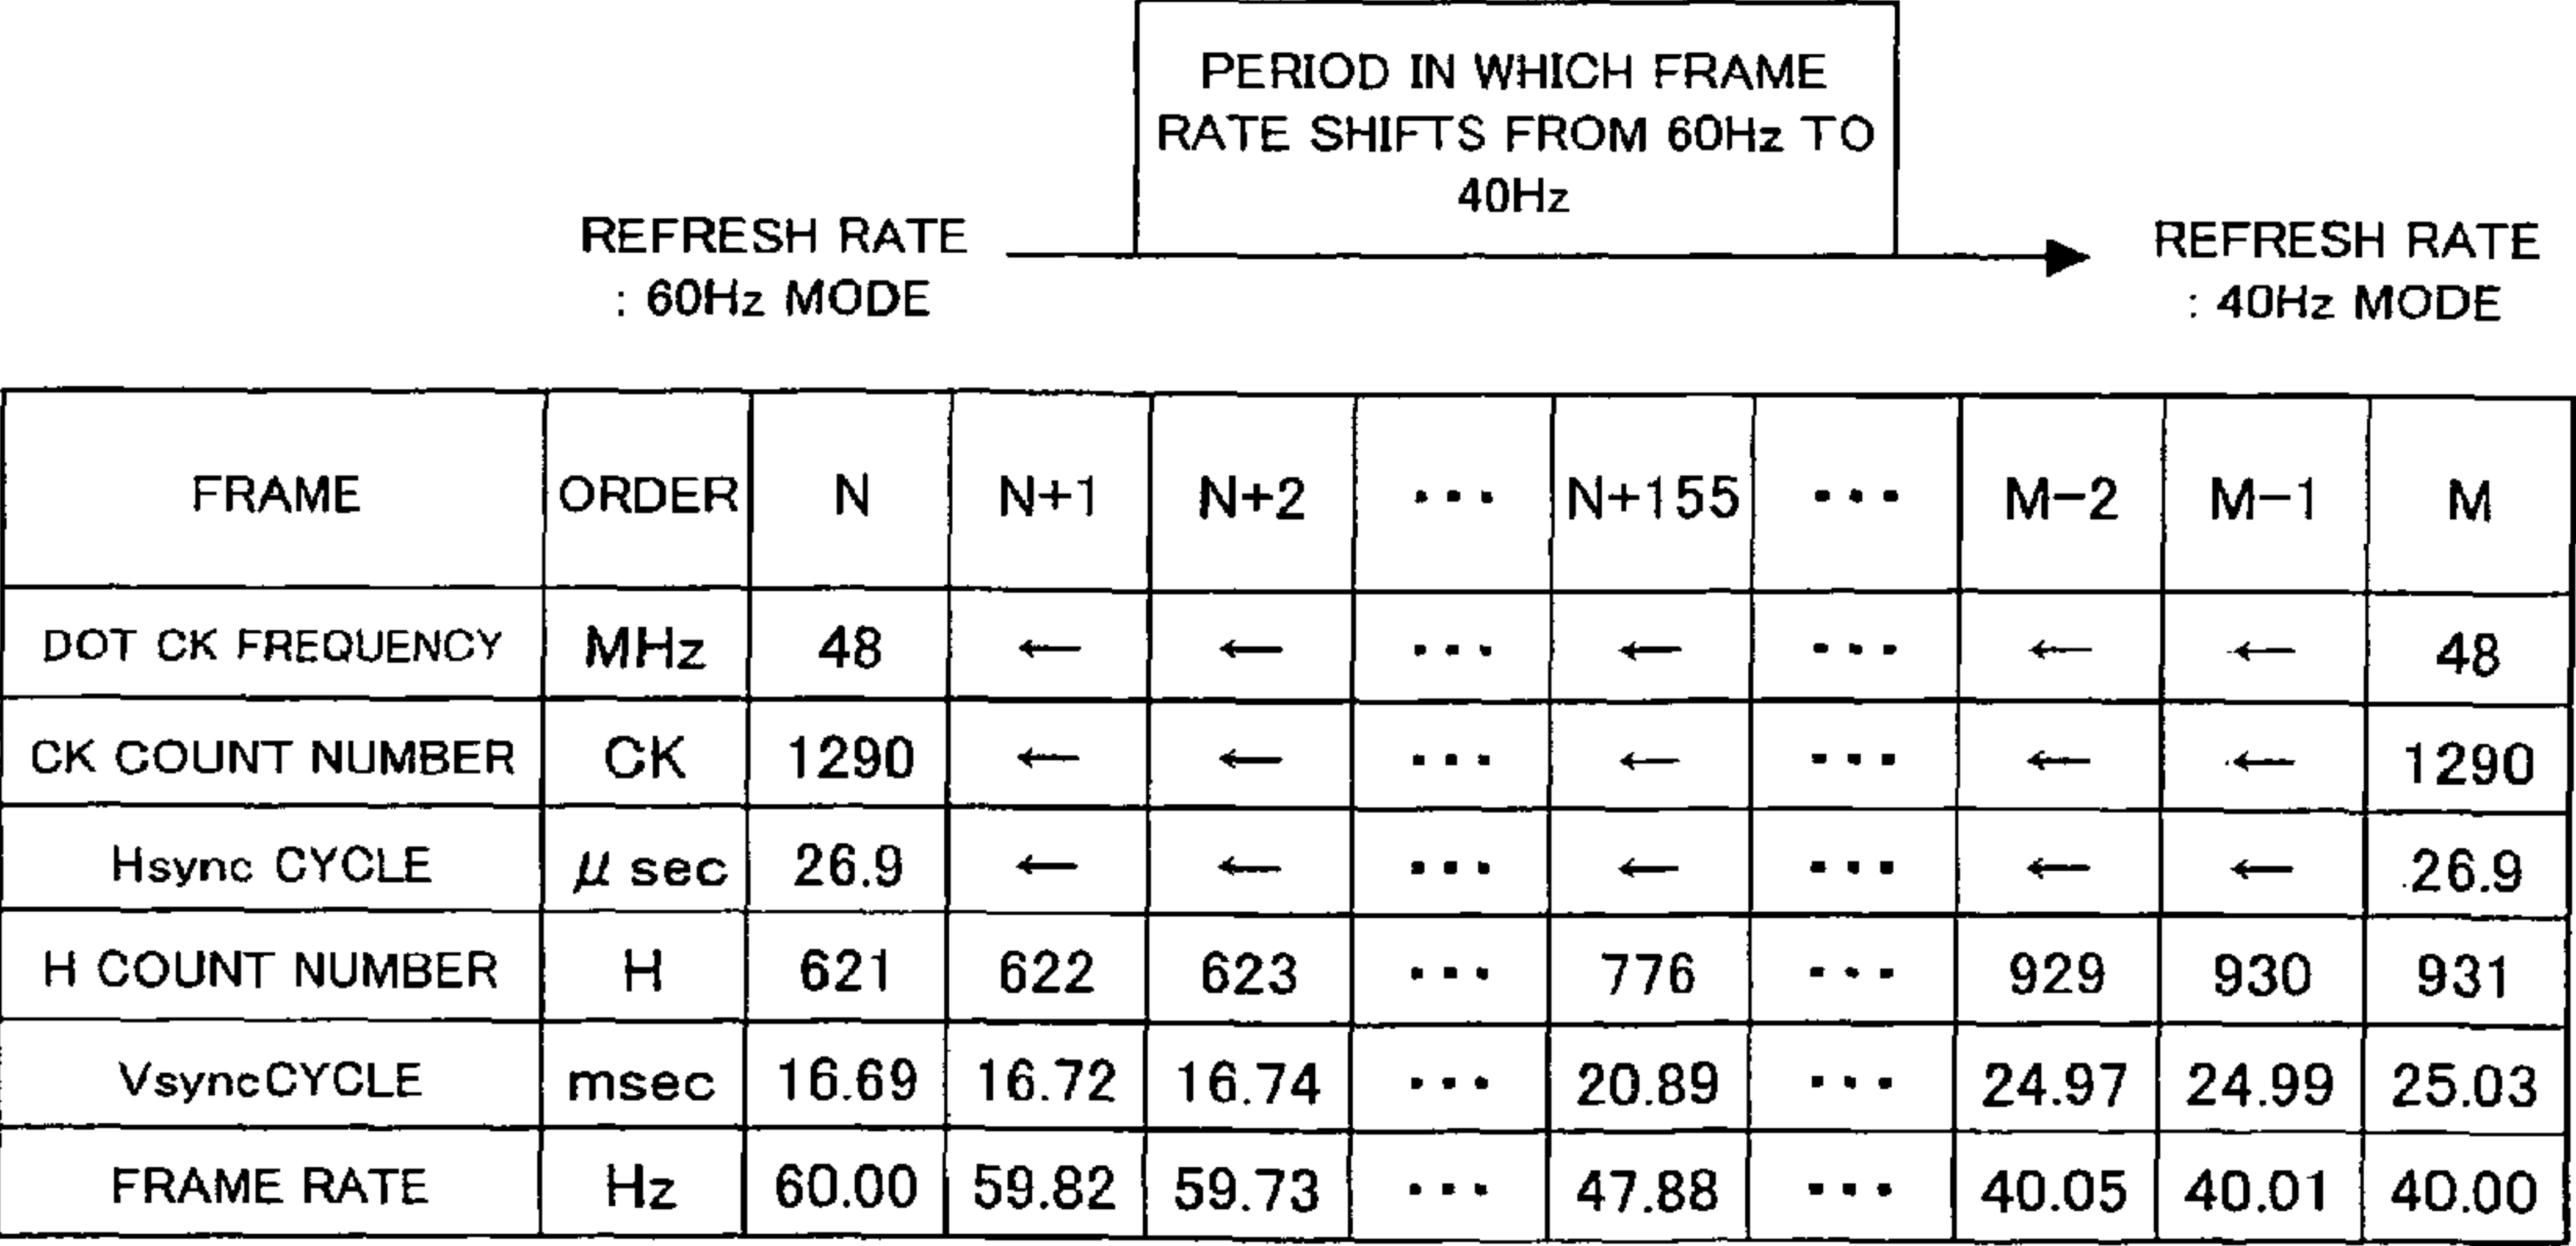 PERIOD IN WHICH FRAME
RATE SHIFTS FROM 60Hz TO
40Hz
REFRESH RATE
: 60Hz MODE
REFRESH RATE
: 40Hz MODE
FRAME ORDER N N+1 N+2 ··· N+155 ··· M−2 M−1 M
DOT CK FREQUENCY MHz 48 ← ← ··· ← ··· ← ← 48
CK COUNT NUMBER CK 1290 ← ← ··· ← ··· ← ← 1290
Hsync CYCLE μ sec 26.9 ← ← ··· ← ··· ← ← 26.9
H COUNT NUMBER H 621 622 623 ··· 776 ··· 929 930 931
VsyncCYCLE msec 16.69 16.72 16.74 ··· 20.89 ··· 24.97 24.99 25.03
FRAME RATE Hz 60.00 59.82 59.73 ··· 47.88 ··· 40.05 40.01 40.00